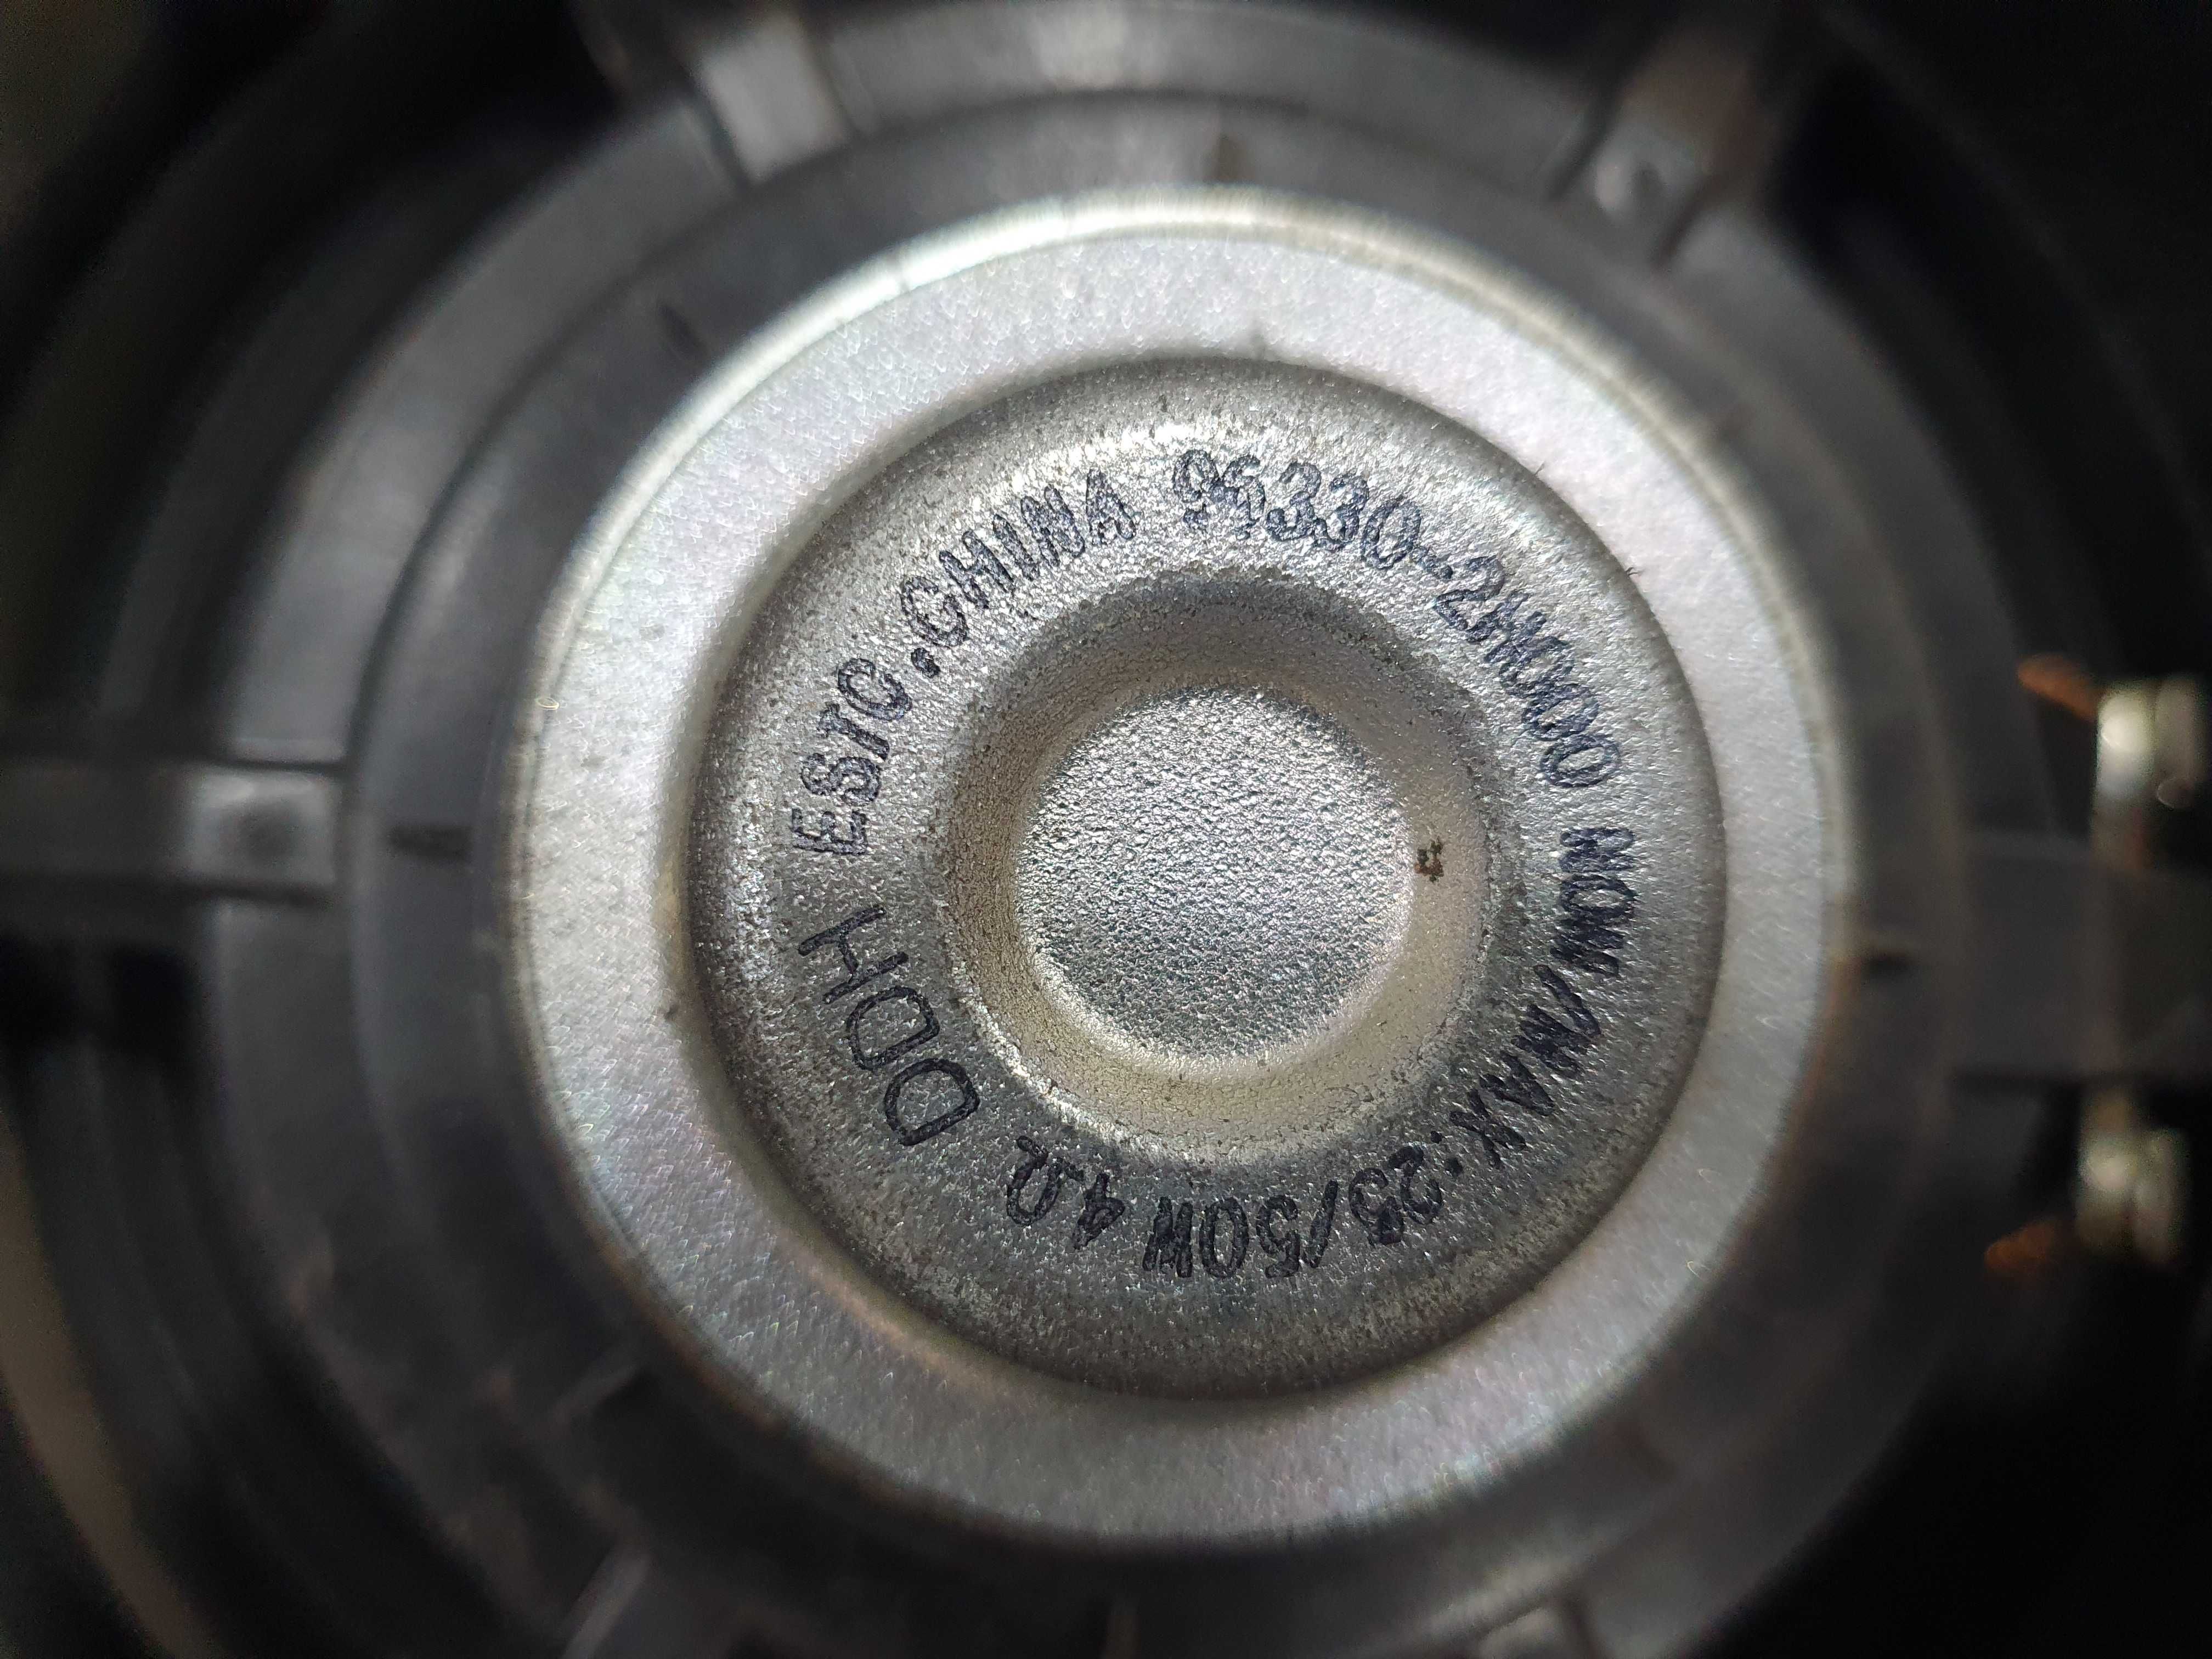 ESTC.CHINA 96330-2H000 NOM/MAX:25/50W 4Ω DDH